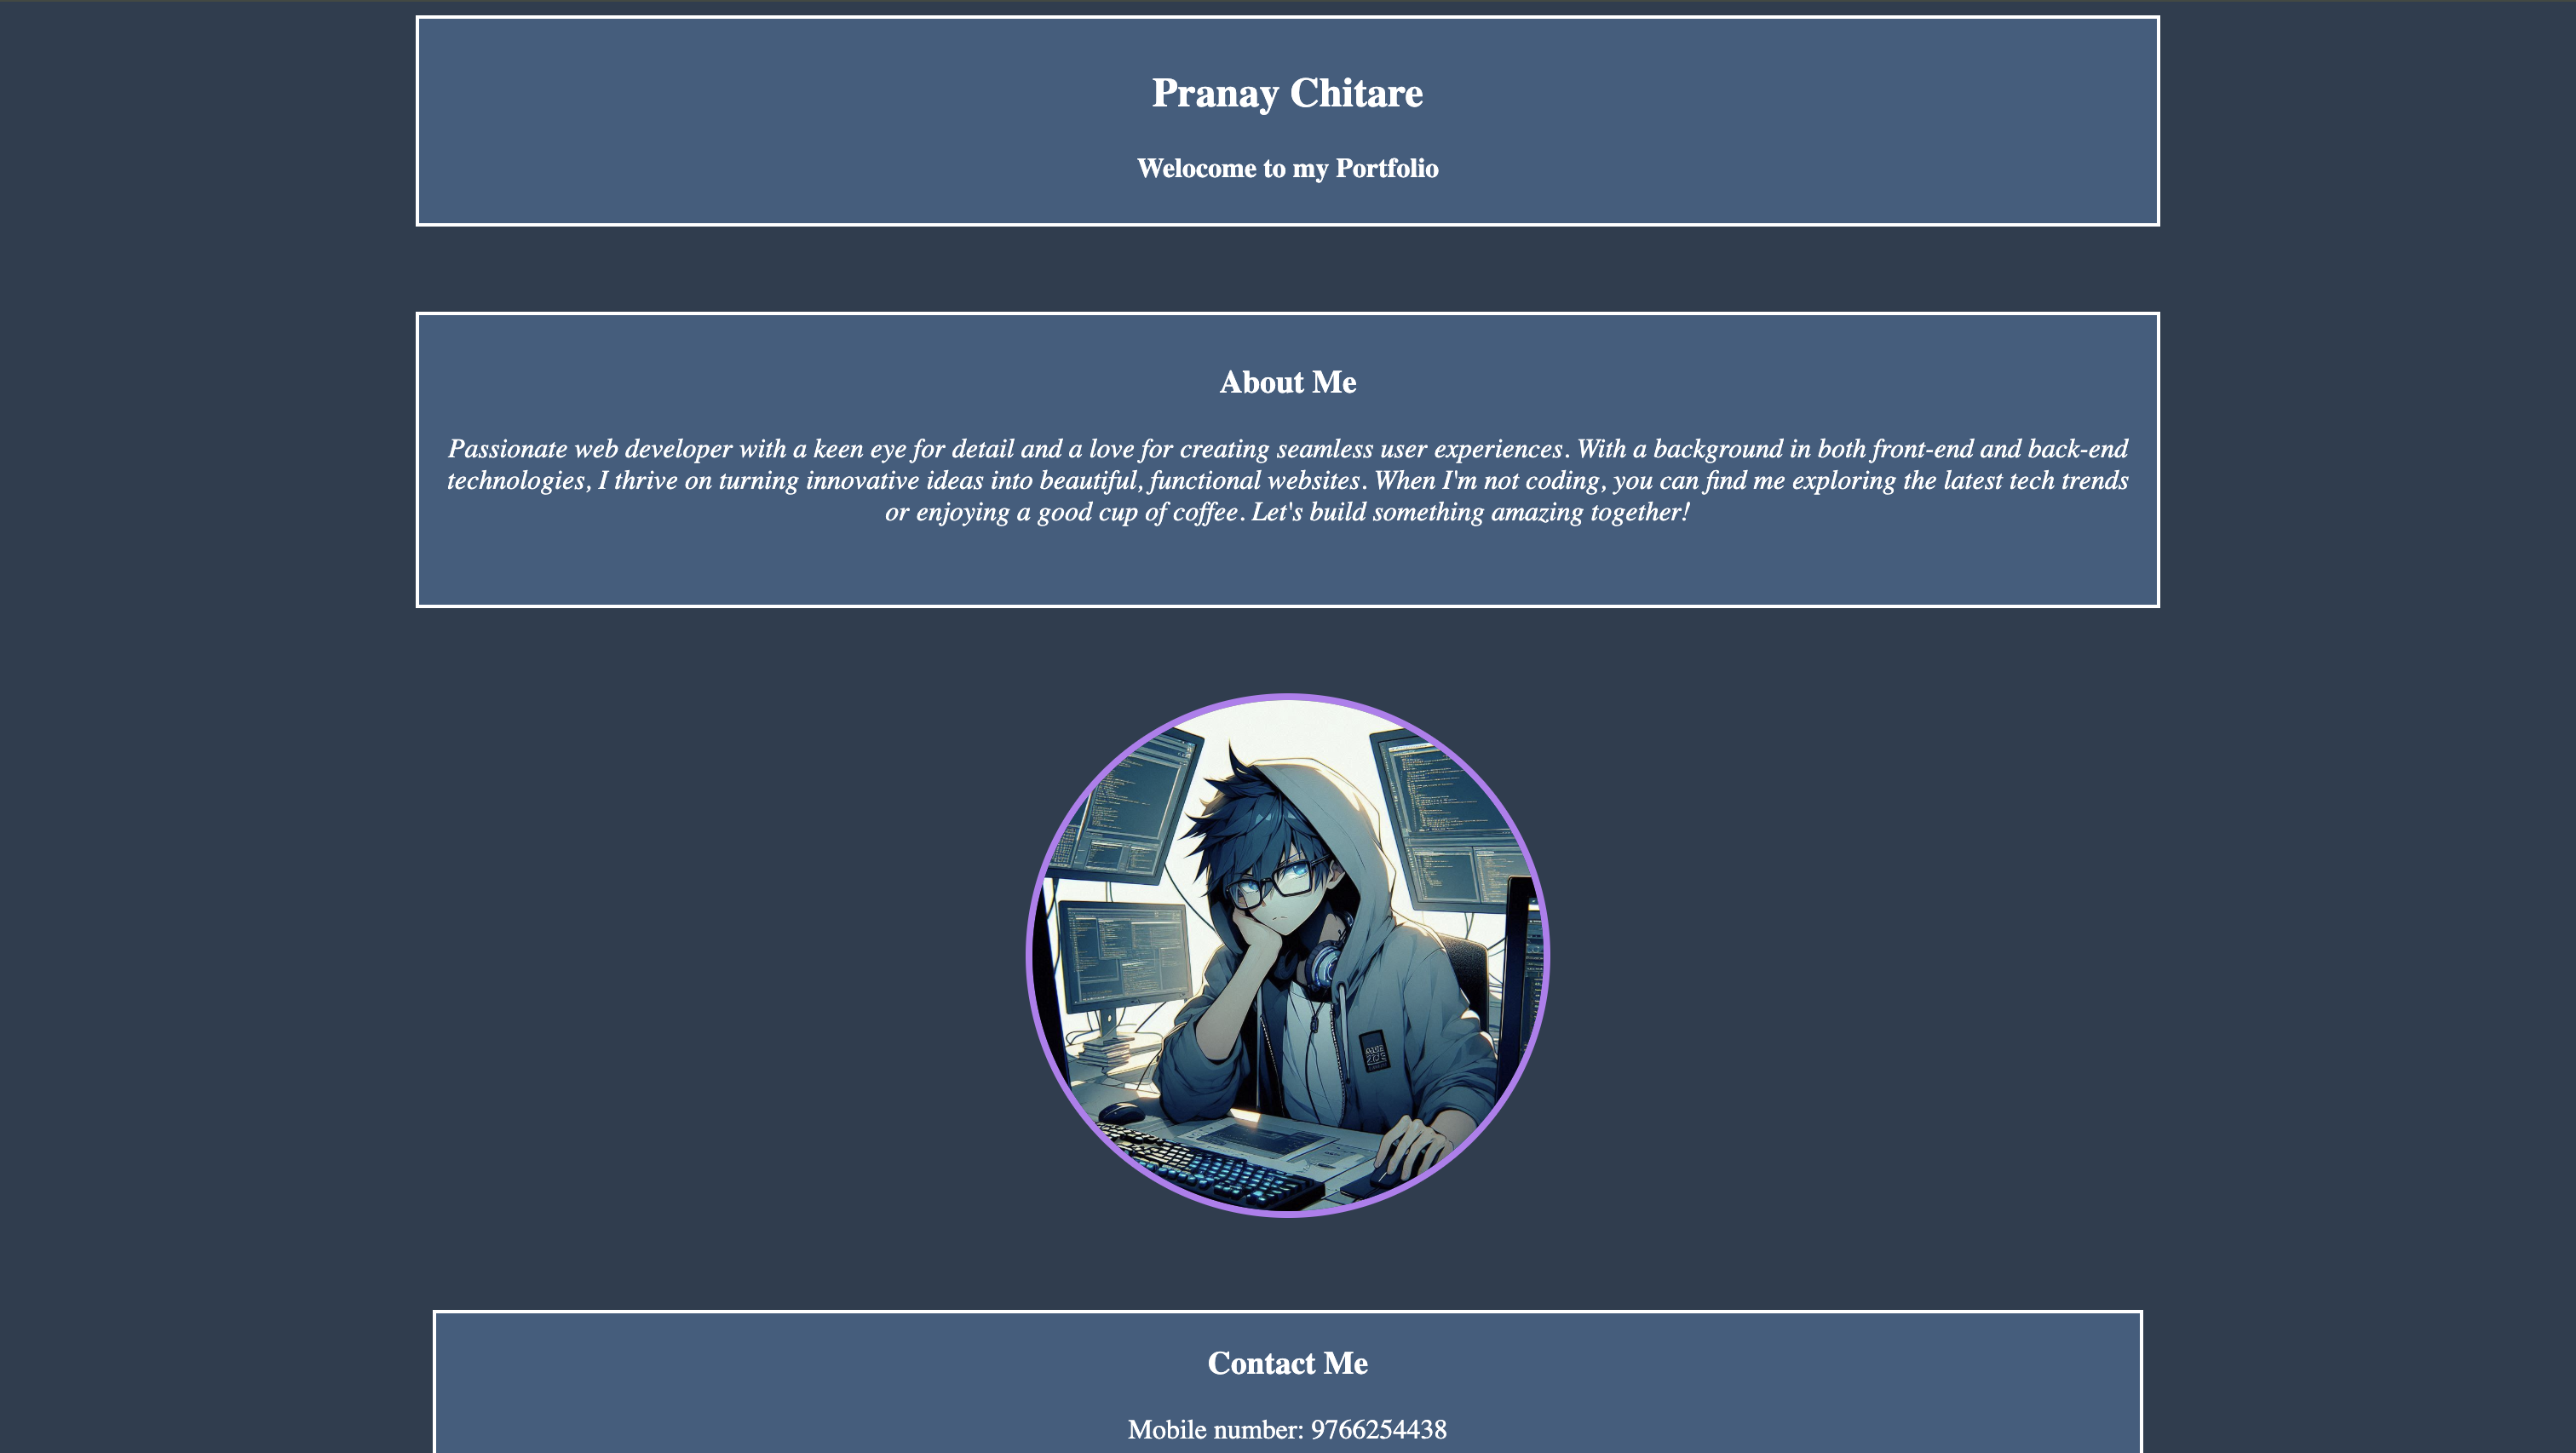 Pranay Chitare
Welocome to my Portfolio
About Me
Passionate web developer with a keen eye for detail and a love for creating seamless user experiences. With a background in both front-end and back-end
technologies, I thrive on turning innovative ideas into beautiful, functional websites. When I'm not coding, you can find me exploring the latest tech trends
or enjoying a good cup of coffee. Let's build something amazing together!
Contact Me
Mobile number: 9766254438